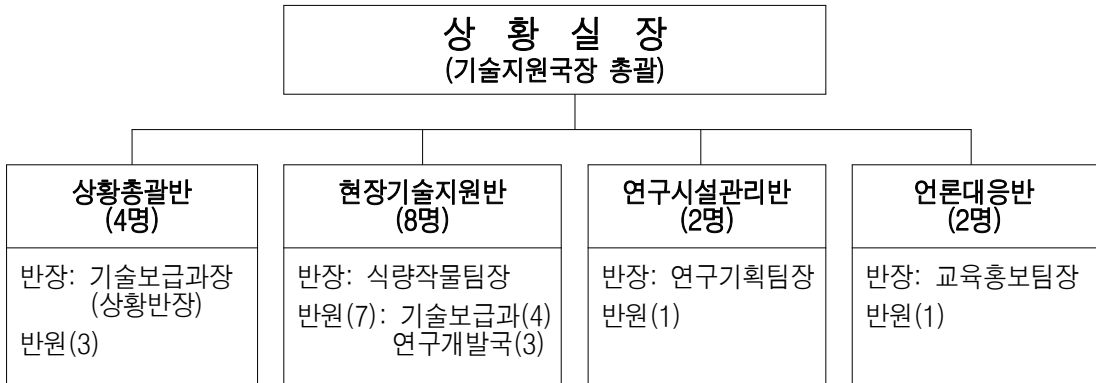 상 황 실 장
(기술지원국장 총괄)
상황총괄반
(4명)
반장: 기술보급과장
(상황반장)
반원(3)
현장기술지원반
(8명)
반장: 식량작물팀장
반원(7): 기술보급과(4)
연구개발국(3)
연구시설관리반
(2명)
반장: 연구기획팀장
반원(1)
언론대응반
(2명)
반장: 교육홍보팀장
반원(1)